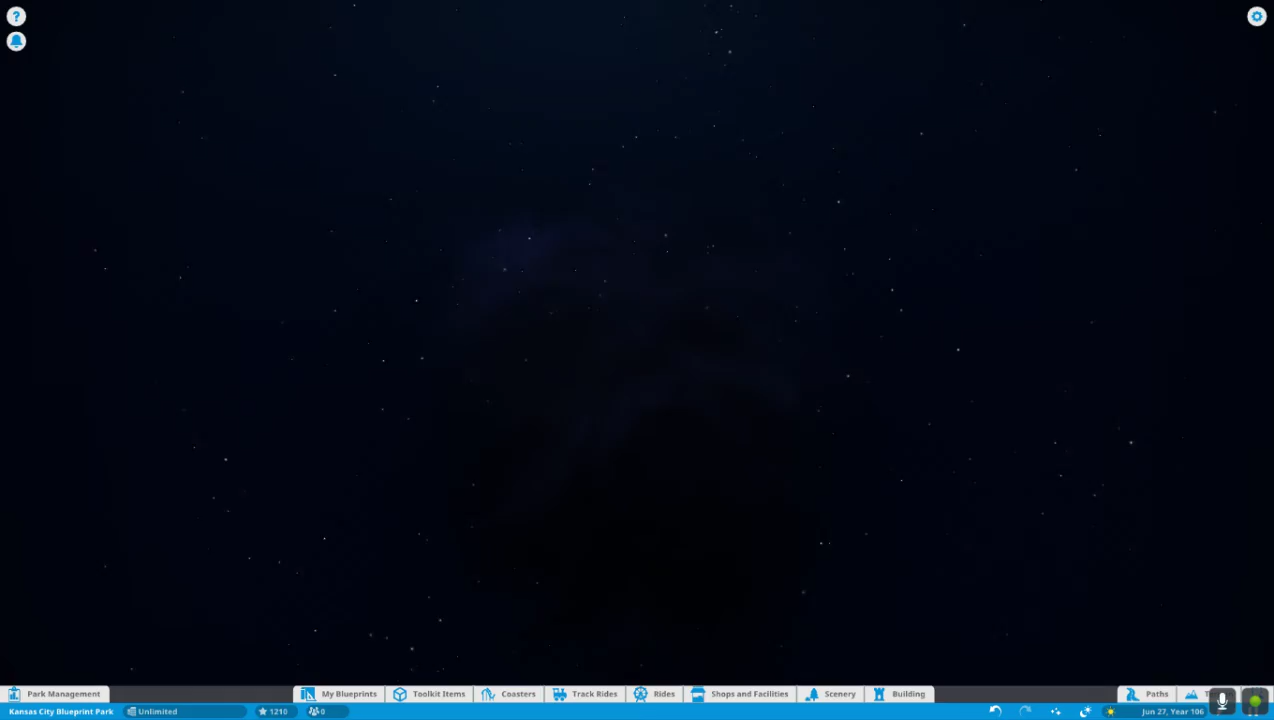 ?
Park Management
My Blueprints
Toolkit Items
Coasters
Track Rides
Rides
Shops and Facilities
Scenery
Building
Paths
Kansas City Blueprint Park
Unlimited
1210
0
Jun 27, Year 106